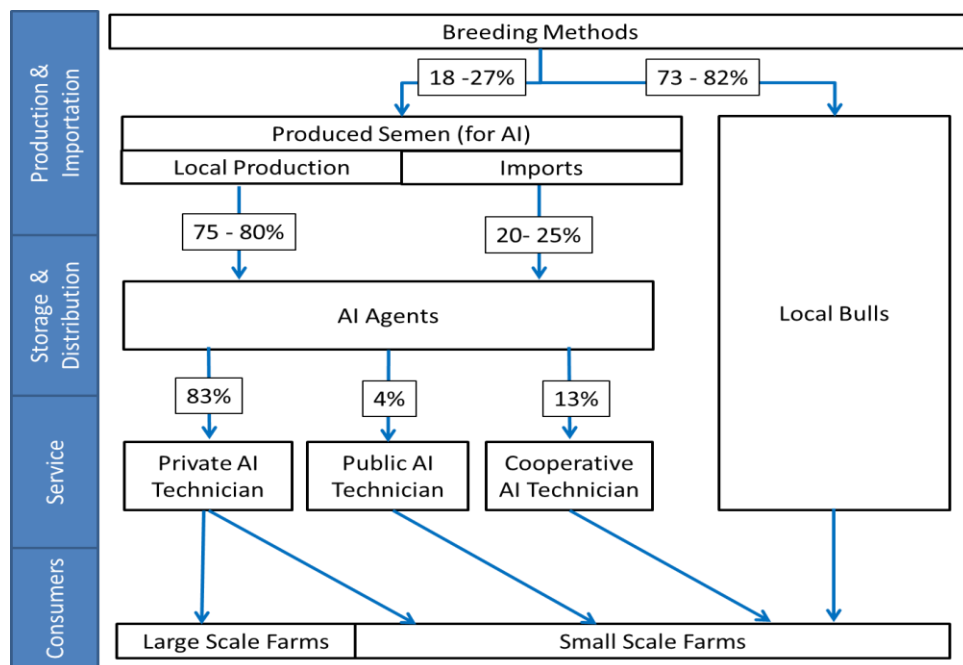 Production &
Importation
Storage &
Distribution
Service
Consumers
Breeding Methods
18 -27%
73 - 82%
Produced Semen (for AI)
Local Production
Imports
75 - 80%
20- 25%
AI Agents
Local Bulls
83%
4%
13%
Private AI
Technician
Public AI
Technician
Cooperative
AI Technician
Large Scale Farms
Small Scale Farms